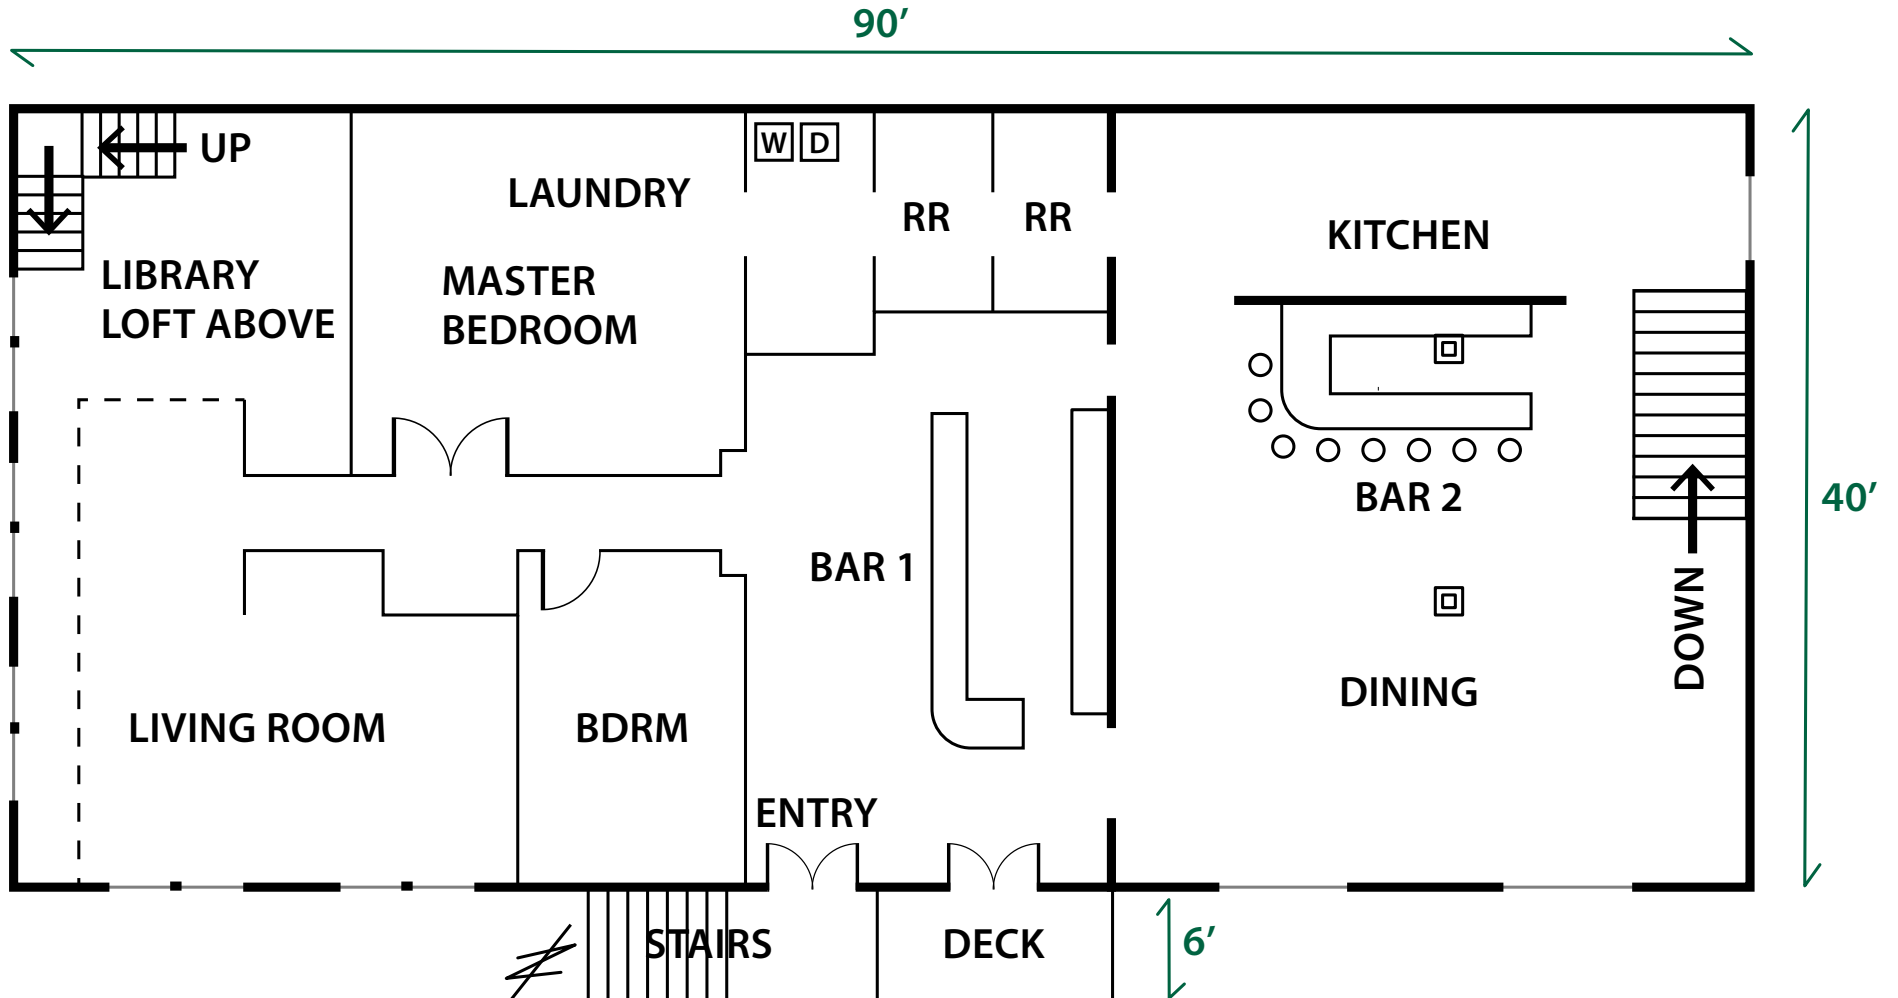 90’
UP
LAUNDRY
W
D
RR
RR
KITCHEN
LIBRARY
LOFT ABOVE
MASTER
BEDROOM
BAR 2
40’
BAR 1
DOWN
DINING
LIVING ROOM
BDRM
ENTRY
STAIRS
DECK
6’